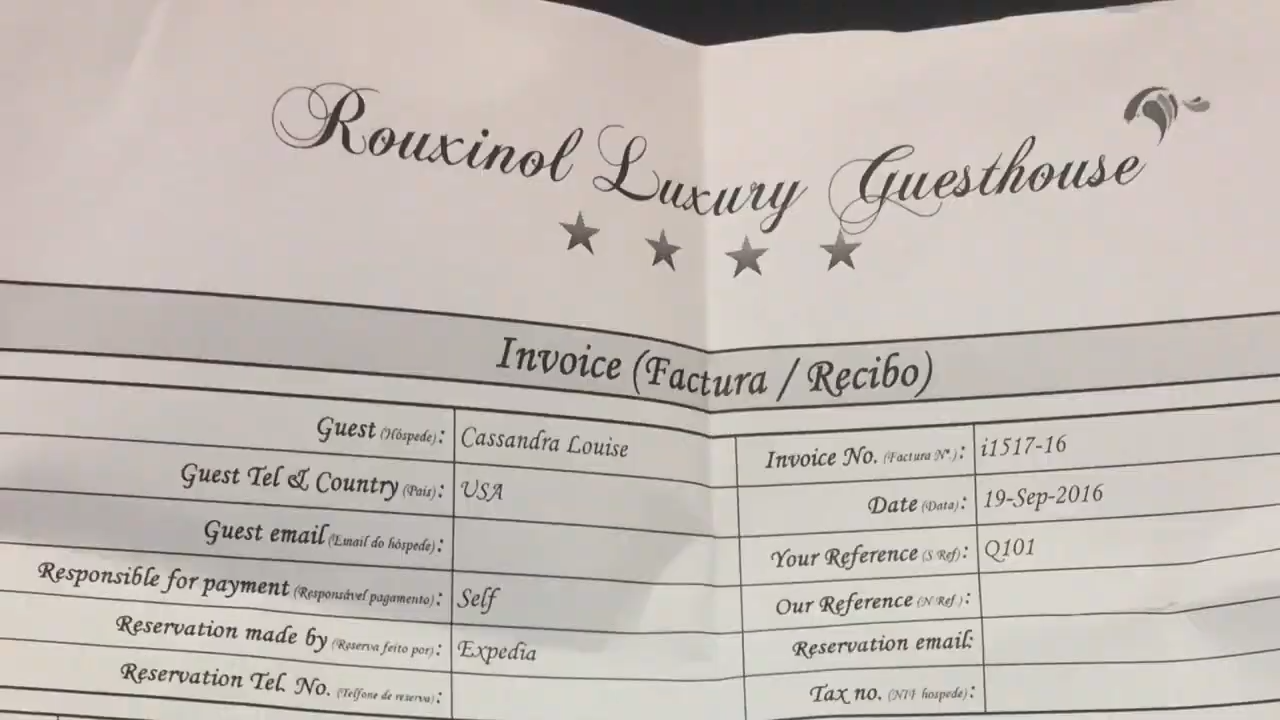 Rouxinol Luxury Guesthouse
Invoice (Factura / Recibo)
Guest (Hóspede): Cassandra Louise
Invoice No. (Factura Nº.): i1517-16
Guest Tel & Country (Pais): USA
Date (Data): 19-Sep-2016
Guest email (Email do hóspede):
Your Reference (S Ref): Q101
Responsible for payment (Responsável pagamento): Self
Our Reference (N Ref ):
Reservation made by (Reserva feito por): Expedia
Reservation email:
Reservation Tel. No. (Telfone de reserva):
Tax no. (NIF hospede):